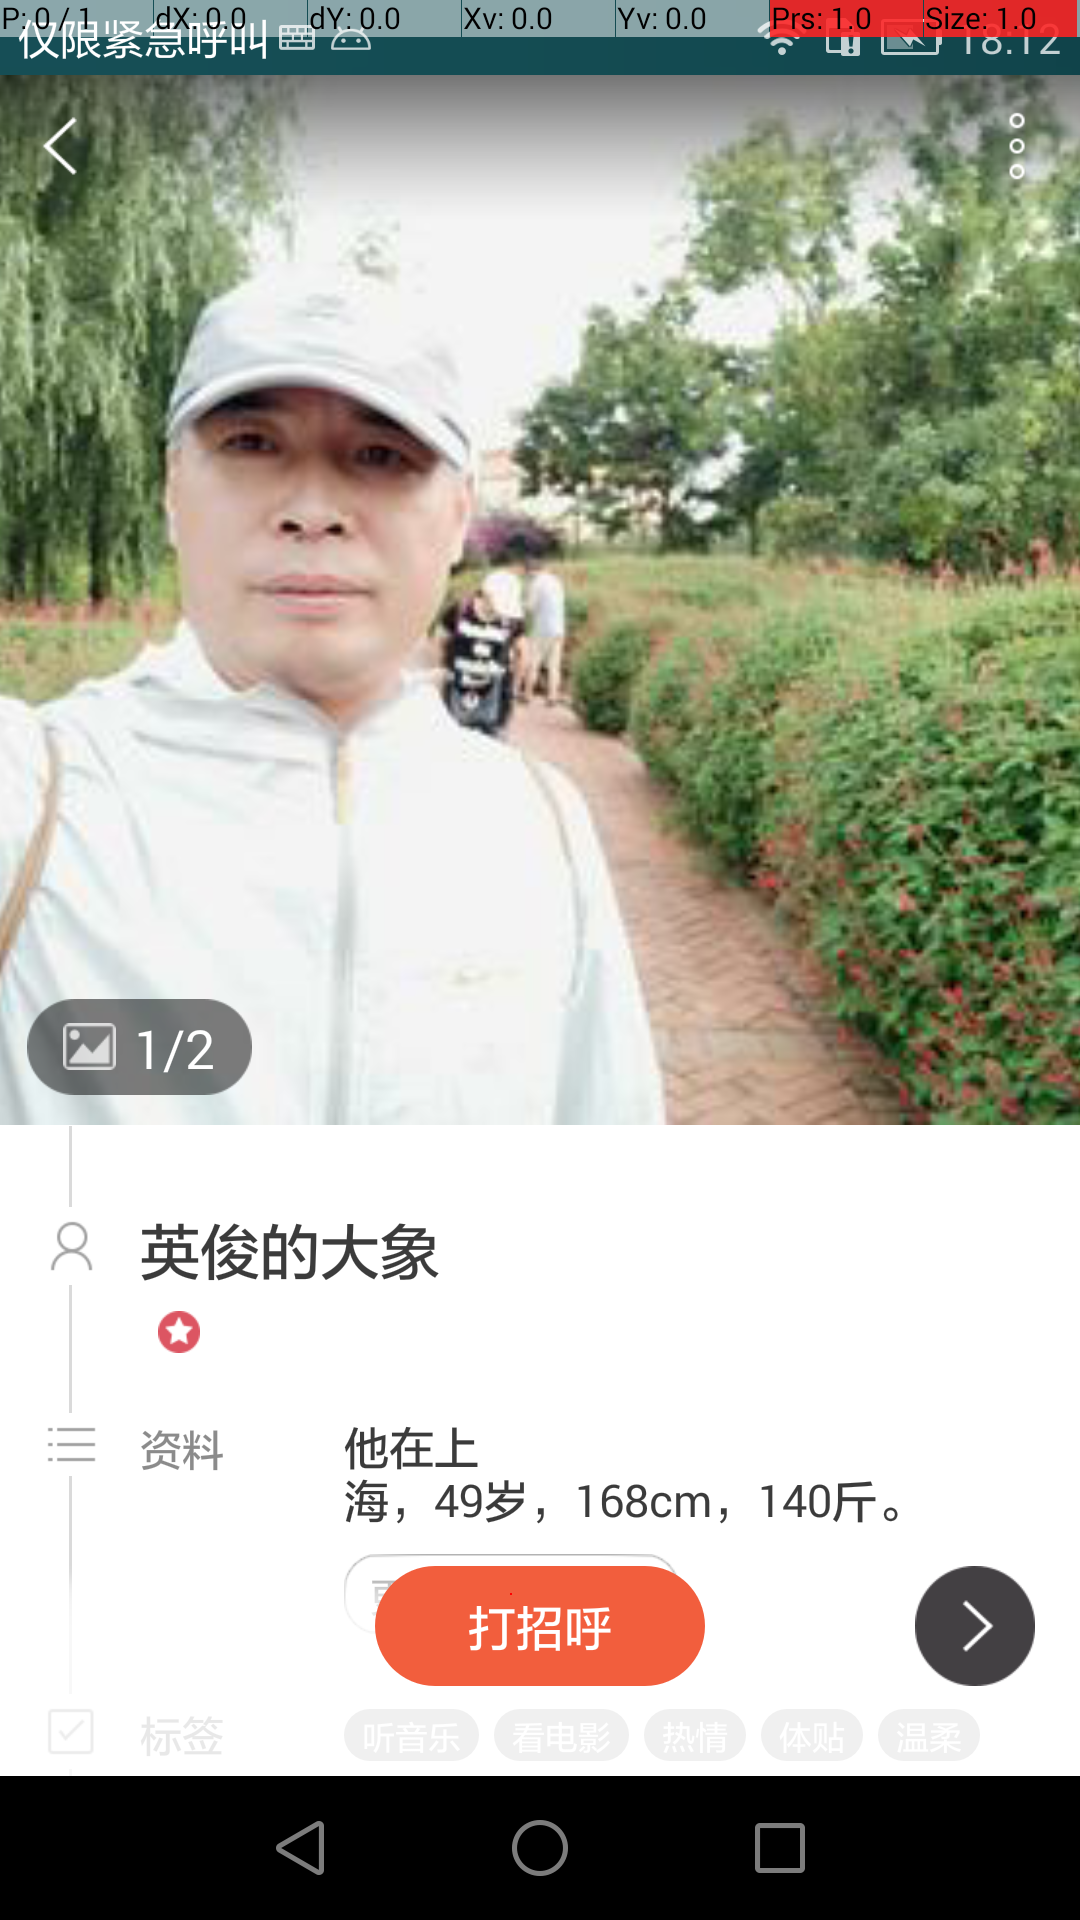 P: 0 / 1 dX: 0.0 dY: 0.0 Xv: 0.0 Yv: 0.0 Prs: 1.0 Size: 1.0
仅限紧急呼叫 18:12
1/2
英俊的大象
资料 他在上
海，49岁，168cm，140斤。
打招呼
标签 听音乐 看电影 热情 体贴 温柔